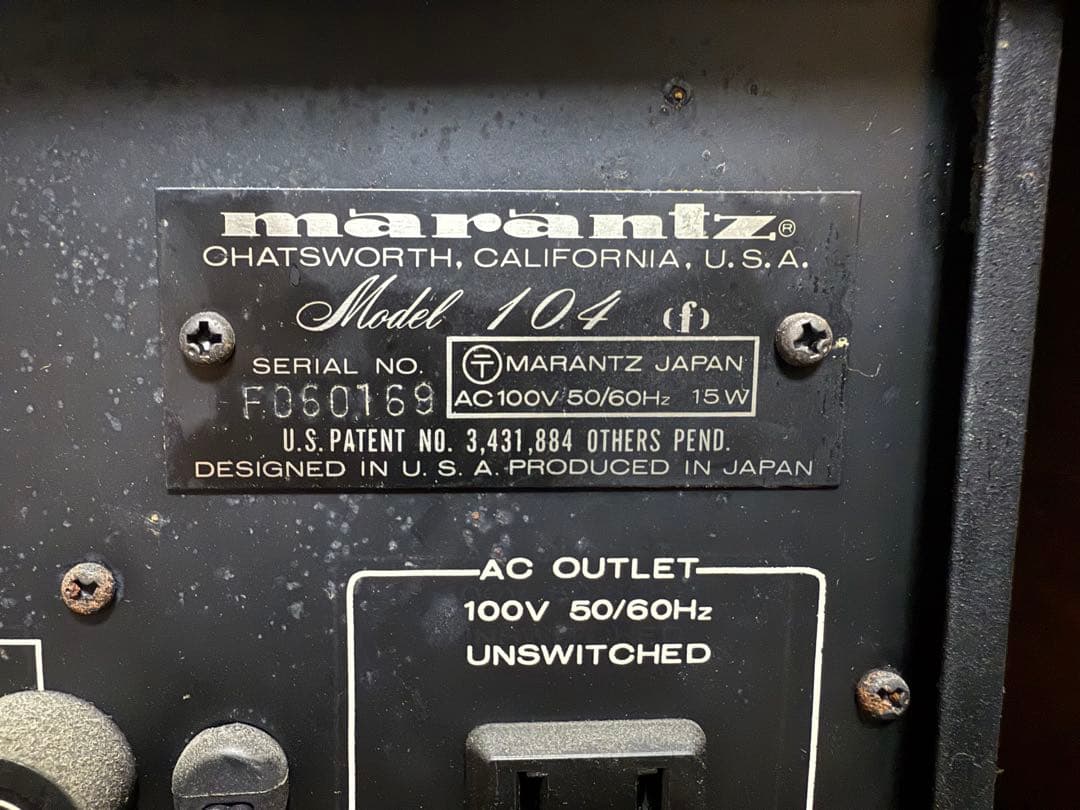 marantz®
CHATSWORTH, CALIFORNIA, U.S.A.
Model 104 (f)
SERIAL NO. F060169
〒 MARANTZ JAPAN
AC100V 50/60Hz 15W
U.S. PATENT NO. 3,431,884 OTHERS PEND.
DESIGNED IN U.S.A. PRODUCED IN JAPAN
AC OUTLET
100V 50/60Hz
UNSWITCHED